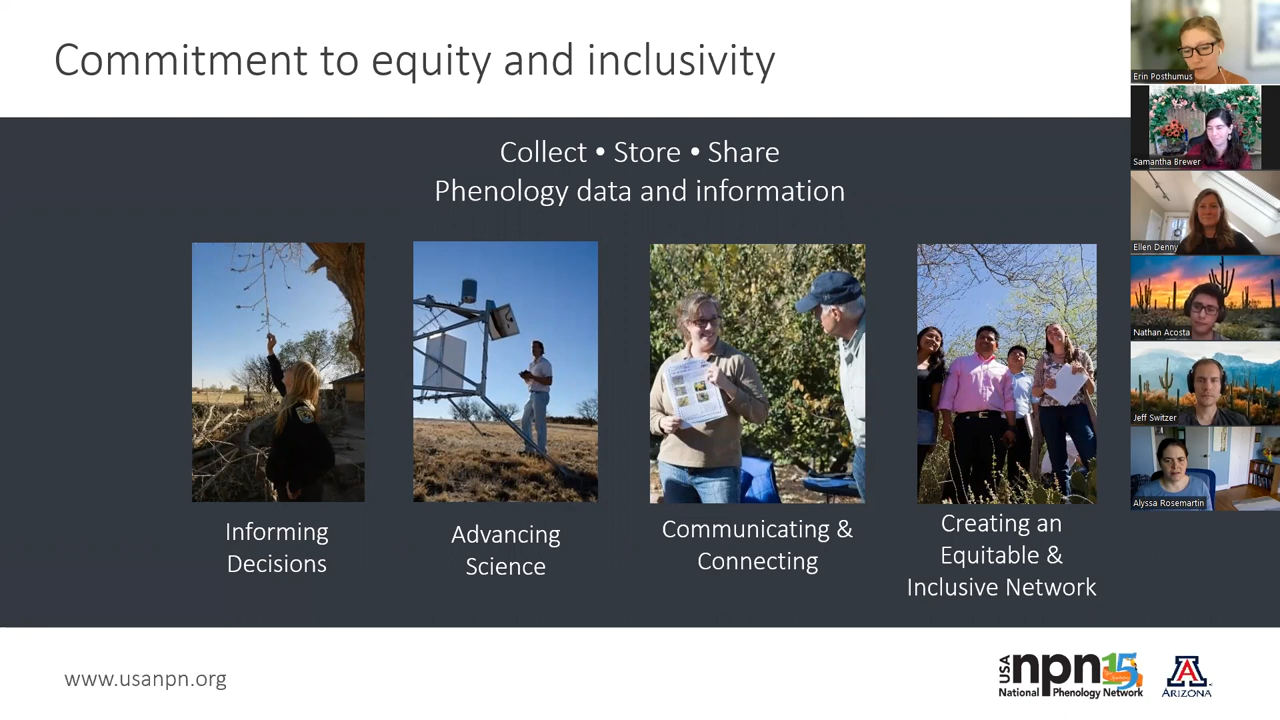 Commitment to equity and inclusivity
Collect • Store • Share
Phenology data and information
Informing
Decisions
Advancing
Science
Communicating &
Connecting
Creating an
Equitable &
Inclusive Network
Erin Posthumus
Samantha Brewer
Ellen Denny
Nathan Acosta
Jeff Switzer
Alyssa Rosemartin
www.usanpn.org
USA npn 15
National Phenology Network
A
ARIZONA